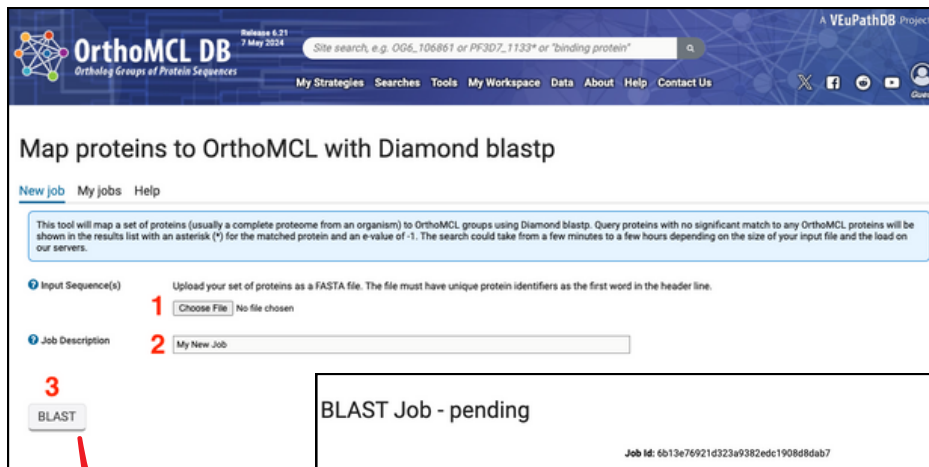 A VEuPathDB Project
Release 6.21
7 May 2024
OrthoMCL DB
Ortholog Groups of Protein Sequences
Site search, e.g. OG6_106861 or PF3D7_1133* or "binding protein"
My Strategies Searches Tools My Workspace Data About Help Contact Us
Guest
Map proteins to OrthoMCL with Diamond blastp
New job My jobs Help
This tool will map a set of proteins (usually a complete proteome from an organism) to OrthoMCL groups using Diamond blastp. Query proteins with no significant match to any OrthoMCL proteins will be
shown in the results list with an asterisk (*) for the matched protein and an e-value of -1. The search could take from a few minutes to a few hours depending on the size of your input file and the load on
our servers.
Input Sequence(s)
Upload your set of proteins as a FASTA file. The file must have unique protein identifiers as the first word in the header line.
1 Choose File No file chosen
Job Description
2 My New Job
3
BLAST
BLAST Job - pending
Job Id: 6b13e76921d323a9382edc1908d8dab7